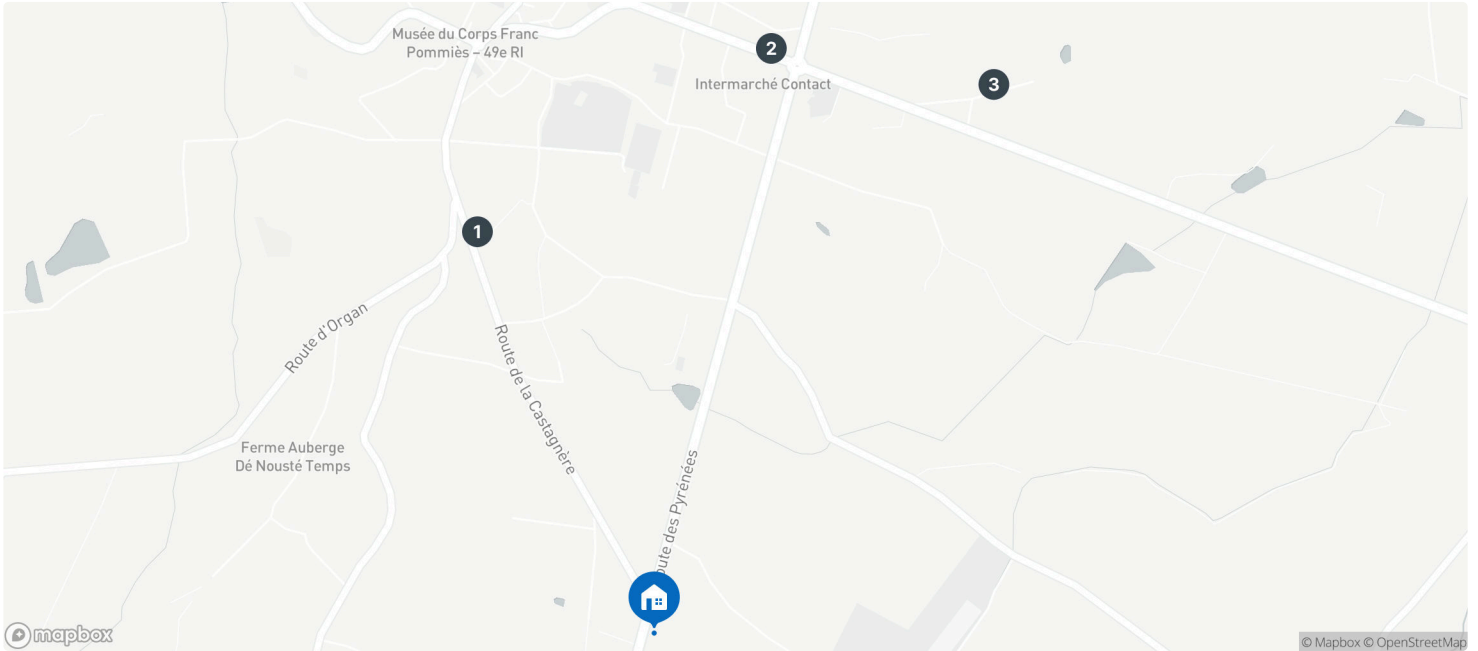 Musée du Corps Franc
Pommiès – 49e RI
2
Intermarché Contact
3
1
Route d'Organ
Route de la Castagnère
Ferme Auberge
Dé Nousté Temps
oute des Pyrénées
mapbox
© Mapbox © OpenStreetMap